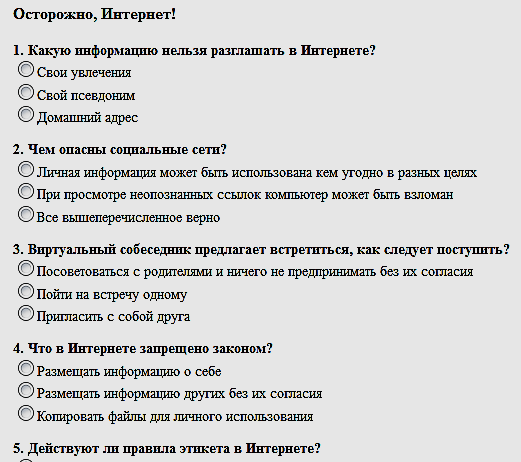 Осторожно, Интернет!
1. Какую информацию нельзя разглашать в Интернете?
Свои увлечения
Свой псевдоним
Домашний адрес
2. Чем опасны социальные сети?
Личная информация может быть использована кем угодно в разных целях
При просмотре неопознанных ссылок компьютер может быть взломан
Все вышеперечисленное верно
3. Виртуальный собеседник предлагает встретиться, как следует поступить?
Посоветоваться с родителями и ничего не предпринимать без их согласия
Пойти на встречу одному
Пригласить с собой друга
4. Что в Интернете запрещено законом?
Размещать информацию о себе
Размещать информацию других без их согласия
Копировать файлы для личного использования
5. Действуют ли правила этикета в Интернете?